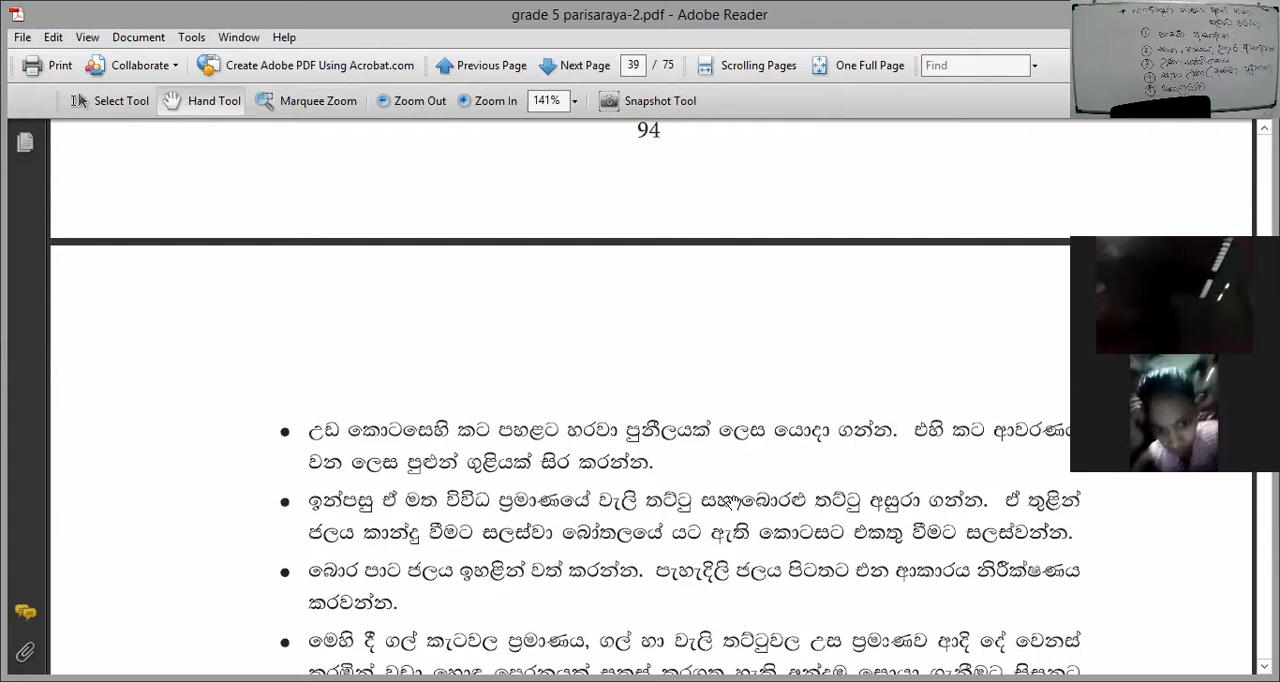 grade 5 parisaraya-2.pdf - Adobe Reader
File Edit View Document Tools Window Help
Print Collaborate Create Adobe PDF Using Acrobat.com Previous Page Next Page 39 / 75 Scrolling Pages One Full Page Find
Select Tool Hand Tool Marquee Zoom Zoom Out Zoom In 141% Snapshot Tool
94
• උඩ කොටසෙහි කට පහළට හරවා පුනීලයක් ලෙස යොදා ගන්න. එහි කට
වන ලෙස පුළුන් ගුළියක් සිර කරන්න.
• ඉන්පසු ඒ මත විවිධ ප්‍රමාණයේ වැලි තට්ටු සහ බොරළු තට්ටු අසුරා ගන්න. ඒ තුළින්
ජලය කාන්දු වීමට සලස්වා බෝතලයේ යට ඇති කොටසට එකතු වීමට සලස්වන්න.
• බොර පාට ජලය ඉහළින් වත් කරන්න. පැහැදිලි ජලය පිටතට එන ආකාරය නිරීක්ෂණය
කරවන්න.
• මෙහි දී ගල් කැටවල ප්‍රමාණය, ගල් හා වැලි තට්ටුවල උස ප්‍රමාණව ආදි දේ වෙනස්